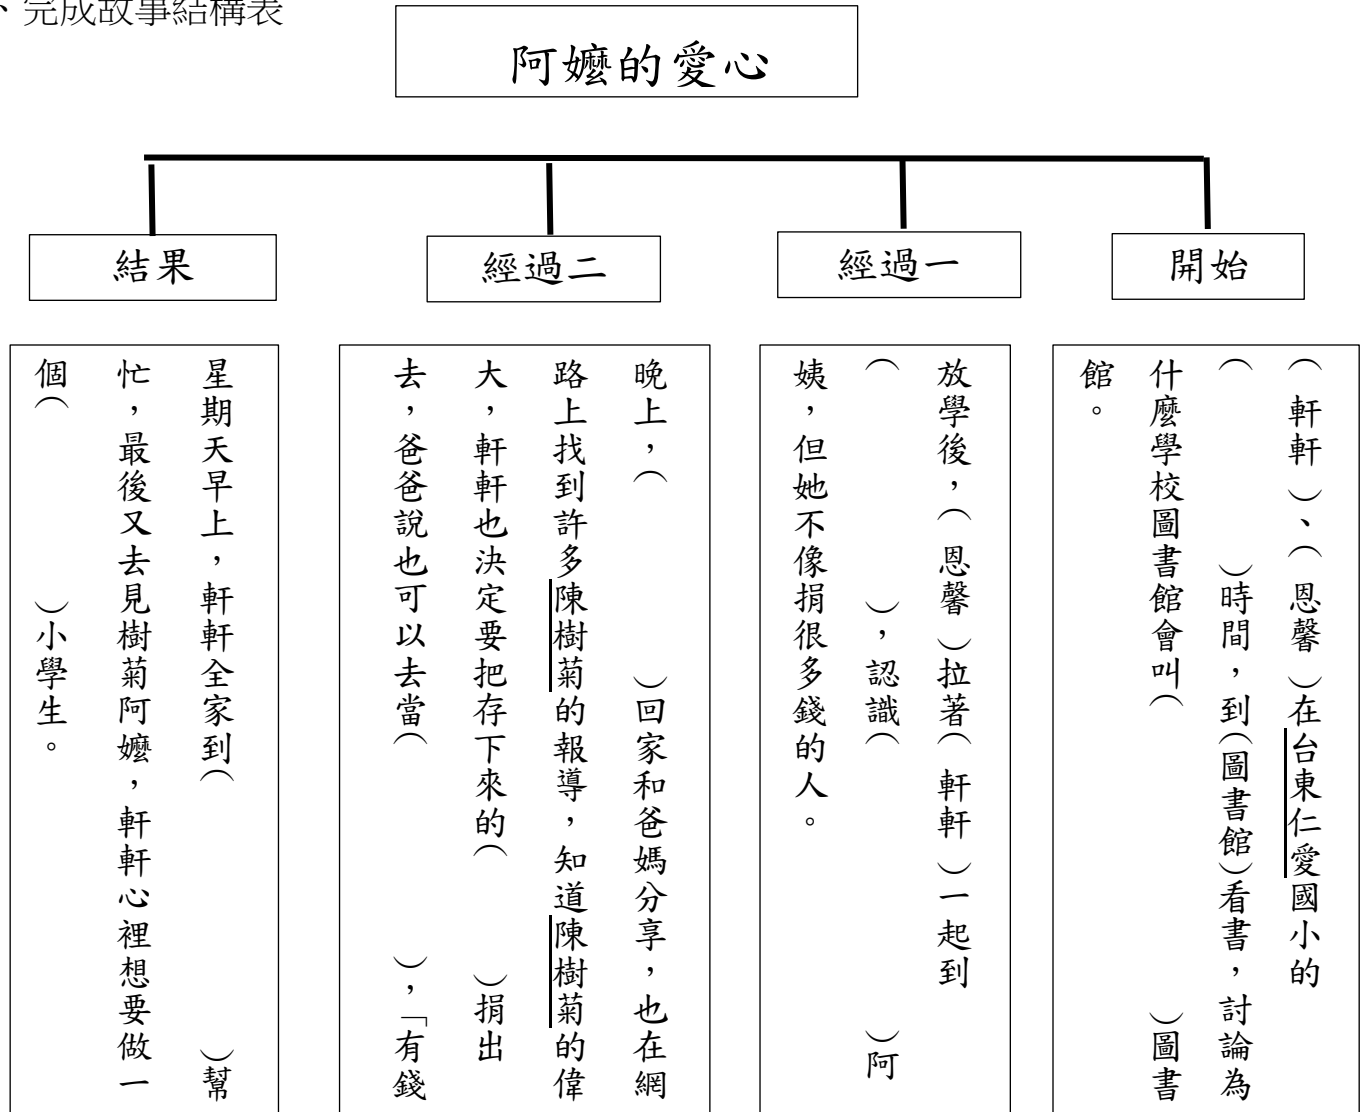 、完成故事結構表
阿嬤的愛心
開始
（ 軒軒 ）、（ 恩馨 ）在台東仁愛國小的
（　　　　　）時間，到（圖書館）看書，討論為
什麼學校圖書館會叫（　　　　　　　）圖書
館。
經過一
放學後，（ 恩馨 ）拉著（ 軒軒 ）一起到
（　　　　　），認識（　　　　　　　）阿
姨，但她不像捐很多錢的人。
經過二
晚上，（　　　　　）回家和爸媽分享，也在網
路上找到許多陳樹菊的報導，知道陳樹菊的偉
大，軒軒也決定要把存下來的（　　　　）捐出
去，爸爸說也可以去當（　　　　　），「有錢
結果
星期天早上，軒軒全家到（　　　　　　　）幫
忙，最後又去見樹菊阿嬤，軒軒心裡想要做一
個（　　　　　）小學生。